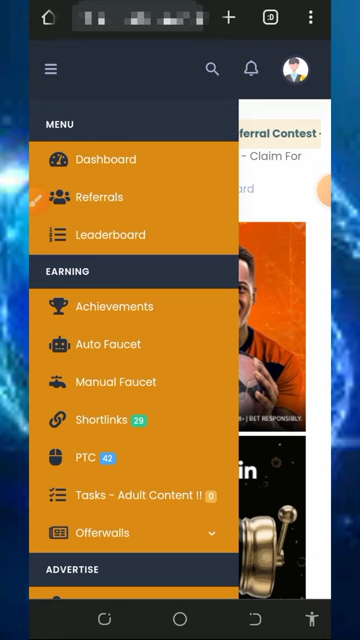 :D
MENU
ferral Contest -
Dashboard
- Claim For
Referrals
ard
Leaderboard
EARNING
Achievements
Auto Faucet
Manual Faucet
Shortlinks 29
+ | BET RESPONSIBLY.
PTC 42
in
Tasks - Adult Content !! 0
Offerwalls
ADVERTISE